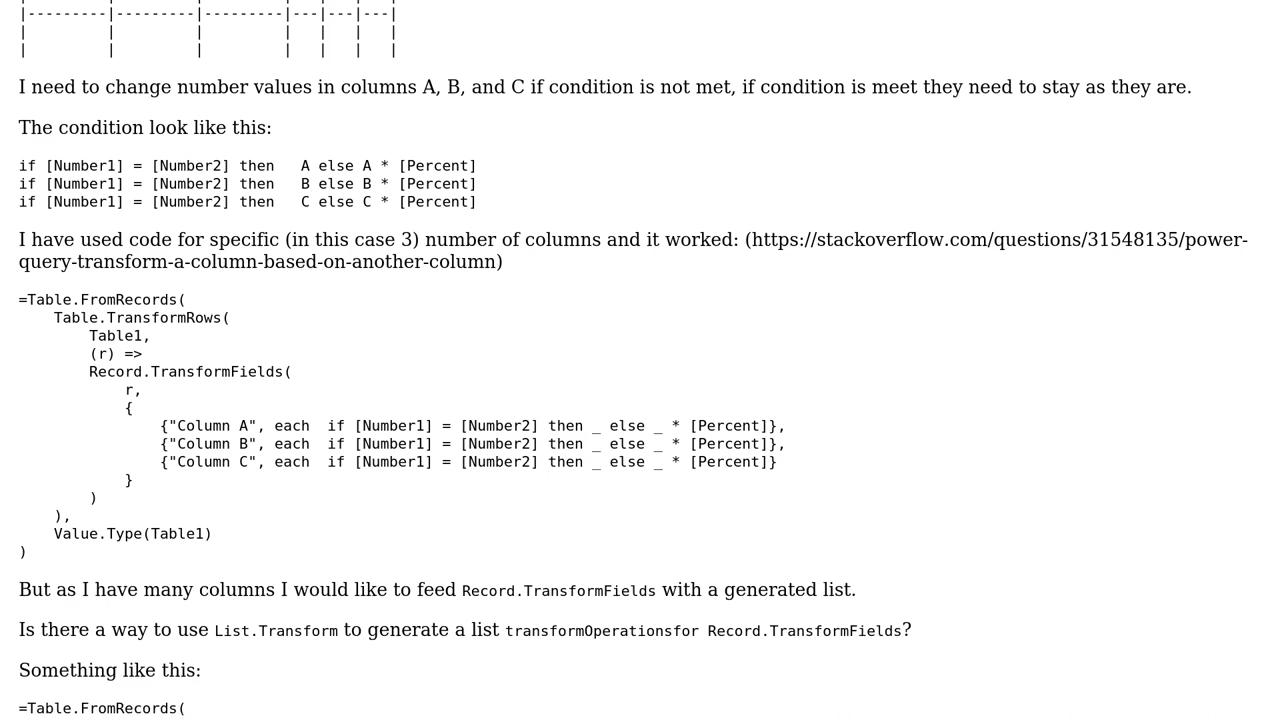 |---------|---------|---------|---|---|---|
|         |         |         |   |   |   |
|         |         |         |   |   |   |
I need to change number values in columns A, B, and C if condition is not met, if condition is meet they need to stay as they are.
The condition look like this:
if [Number1] = [Number2] then   A else A * [Percent]
if [Number1] = [Number2] then   B else B * [Percent]
if [Number1] = [Number2] then   C else C * [Percent]
I have used code for specific (in this case 3) number of columns and it worked: (https://stackoverflow.com/questions/31548135/power-
query-transform-a-column-based-on-another-column)
=Table.FromRecords(
    Table.TransformRows(
        Table1,
        (r) =>
        Record.TransformFields(
            r,
            {
                {"Column A", each  if [Number1] = [Number2] then _ else _ * [Percent]},
                {"Column B", each  if [Number1] = [Number2] then _ else _ * [Percent]},
                {"Column C", each  if [Number1] = [Number2] then _ else _ * [Percent]}
            }
        )
    ),
    Value.Type(Table1)
)
But as I have many columns I would like to feed Record.TransformFields with a generated list.
Is there a way to use List.Transform to generate a list transformOperationsfor Record.TransformFields?
Something like this:
=Table.FromRecords(